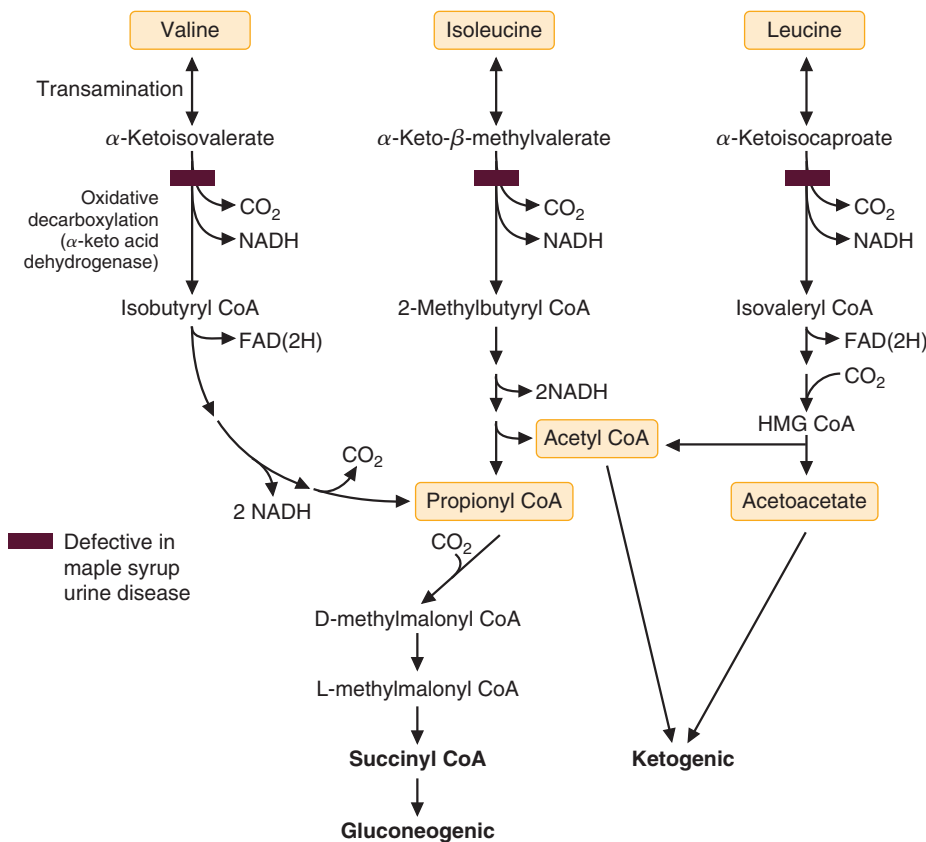 Valine
Isoleucine
Leucine
Transamination
α-Ketoisovalerate
α-Keto-β-methylvalerate
α-Ketoisocaproate
Oxidative
decarboxylation
(α-keto acid
dehydrogenase)
CO₂
NADH
CO₂
NADH
CO₂
NADH
Isobutyryl CoA
2-Methylbutyryl CoA
Isovaleryl CoA
FAD(2H)
FAD(2H)
2NADH
CO₂
HMG CoA
Acetyl CoA
CO₂
2 NADH
Propionyl CoA
Acetoacetate
Defective in
maple syrup
urine disease
CO₂
D-methylmalonyl CoA
L-methylmalonyl CoA
Succinyl CoA
Ketogenic
Gluconeogenic